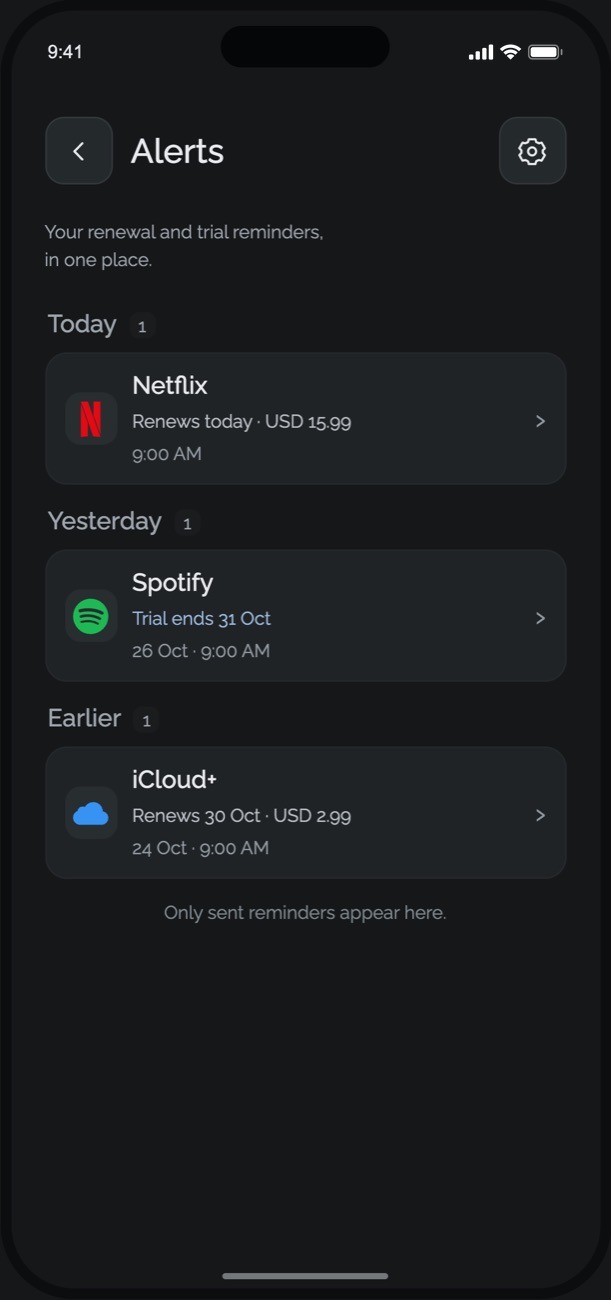 9:41
Alerts
Your renewal and trial reminders,
in one place.
Today 1
Netflix
Renews today · USD 15.99
9:00 AM
Yesterday 1
Spotify
Trial ends 31 Oct
26 Oct · 9:00 AM
Earlier 1
iCloud+
Renews 30 Oct · USD 2.99
24 Oct · 9:00 AM
Only sent reminders appear here.